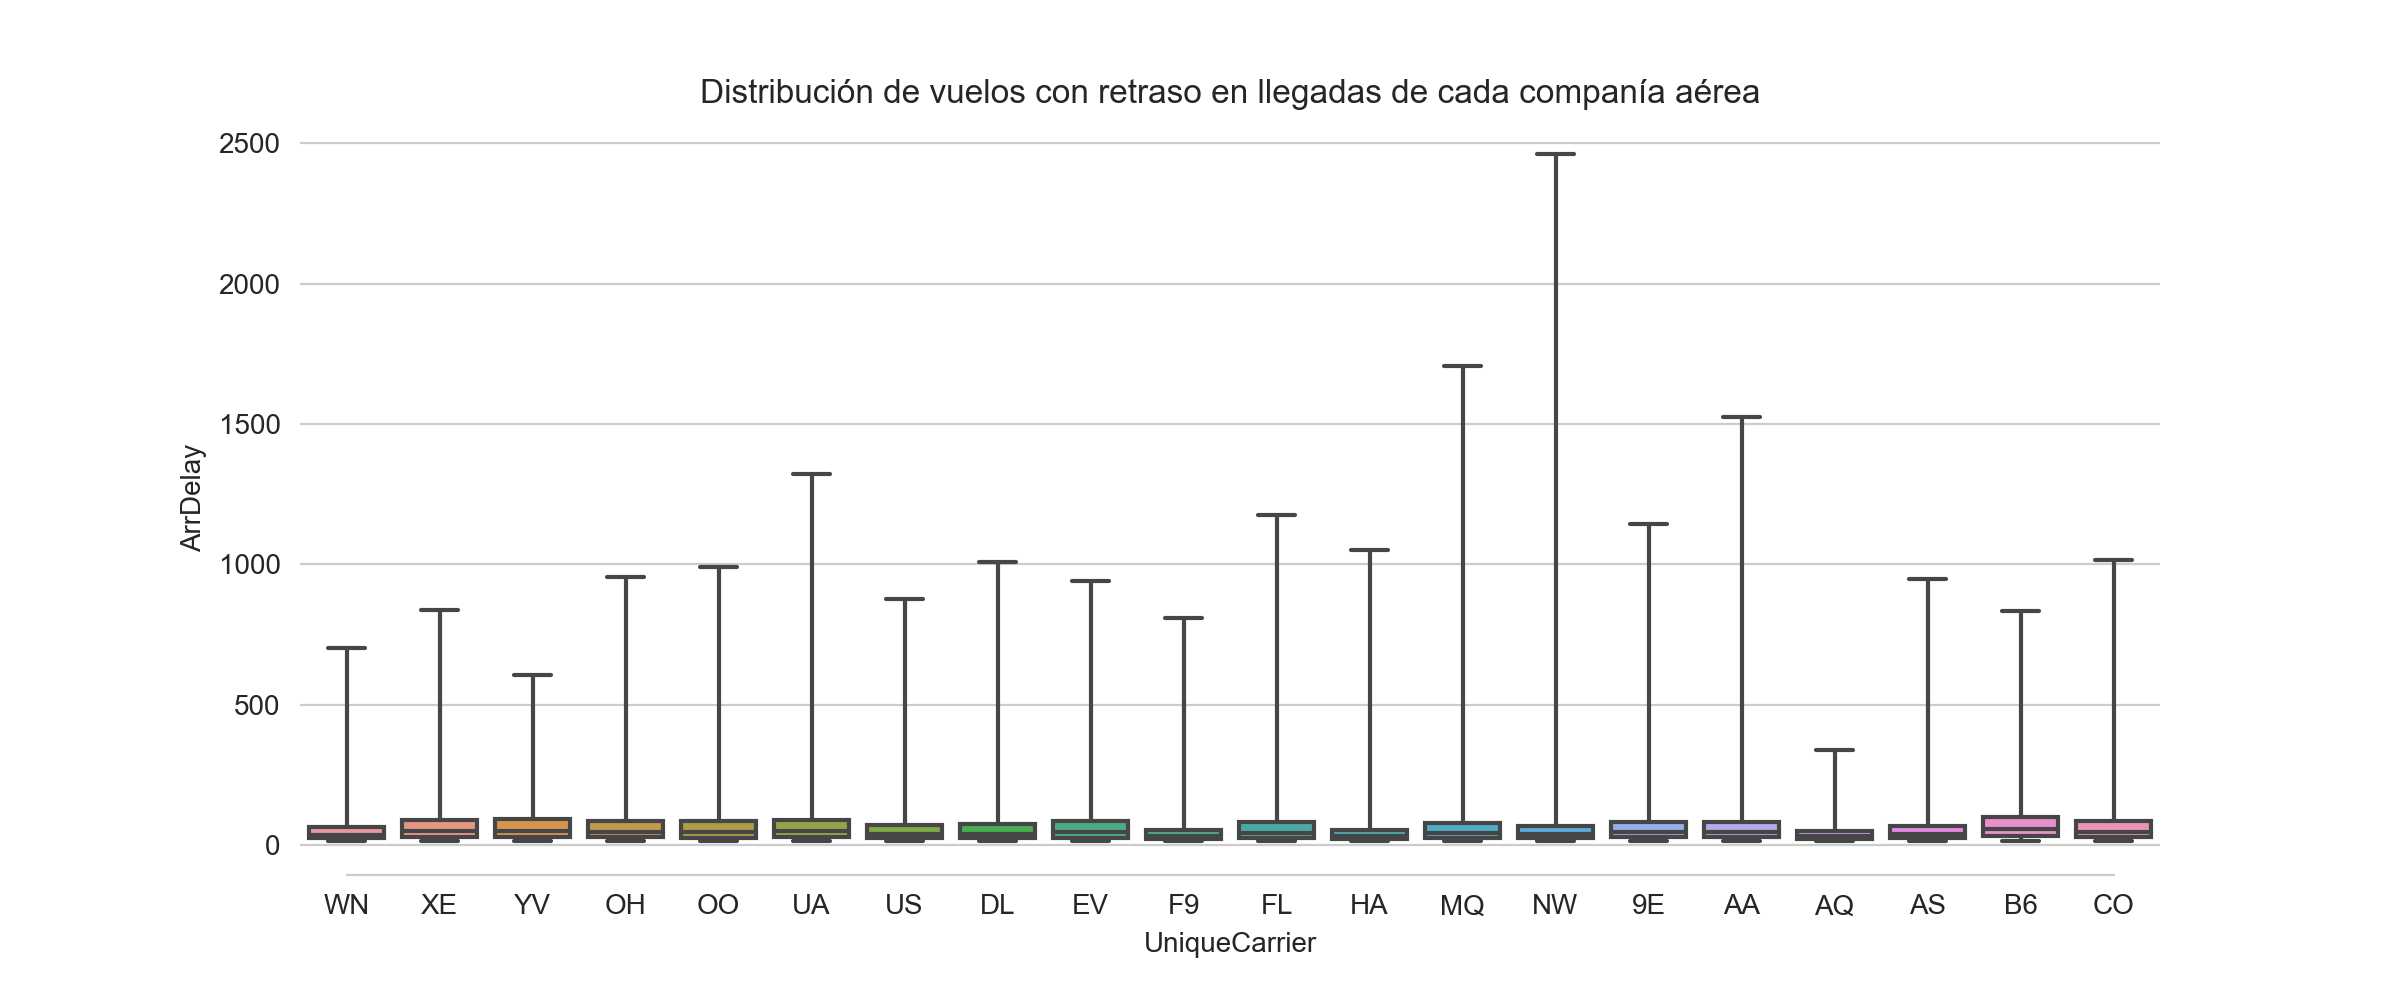 Distribución de vuelos con retraso en llegadas de cada companía aérea
2500
2000
1500
1000
500
0
ArrDelay
WN XE YV OH OO UA US DL EV F9 FL HA MQ NW 9E AA AQ AS B6 CO
UniqueCarrier